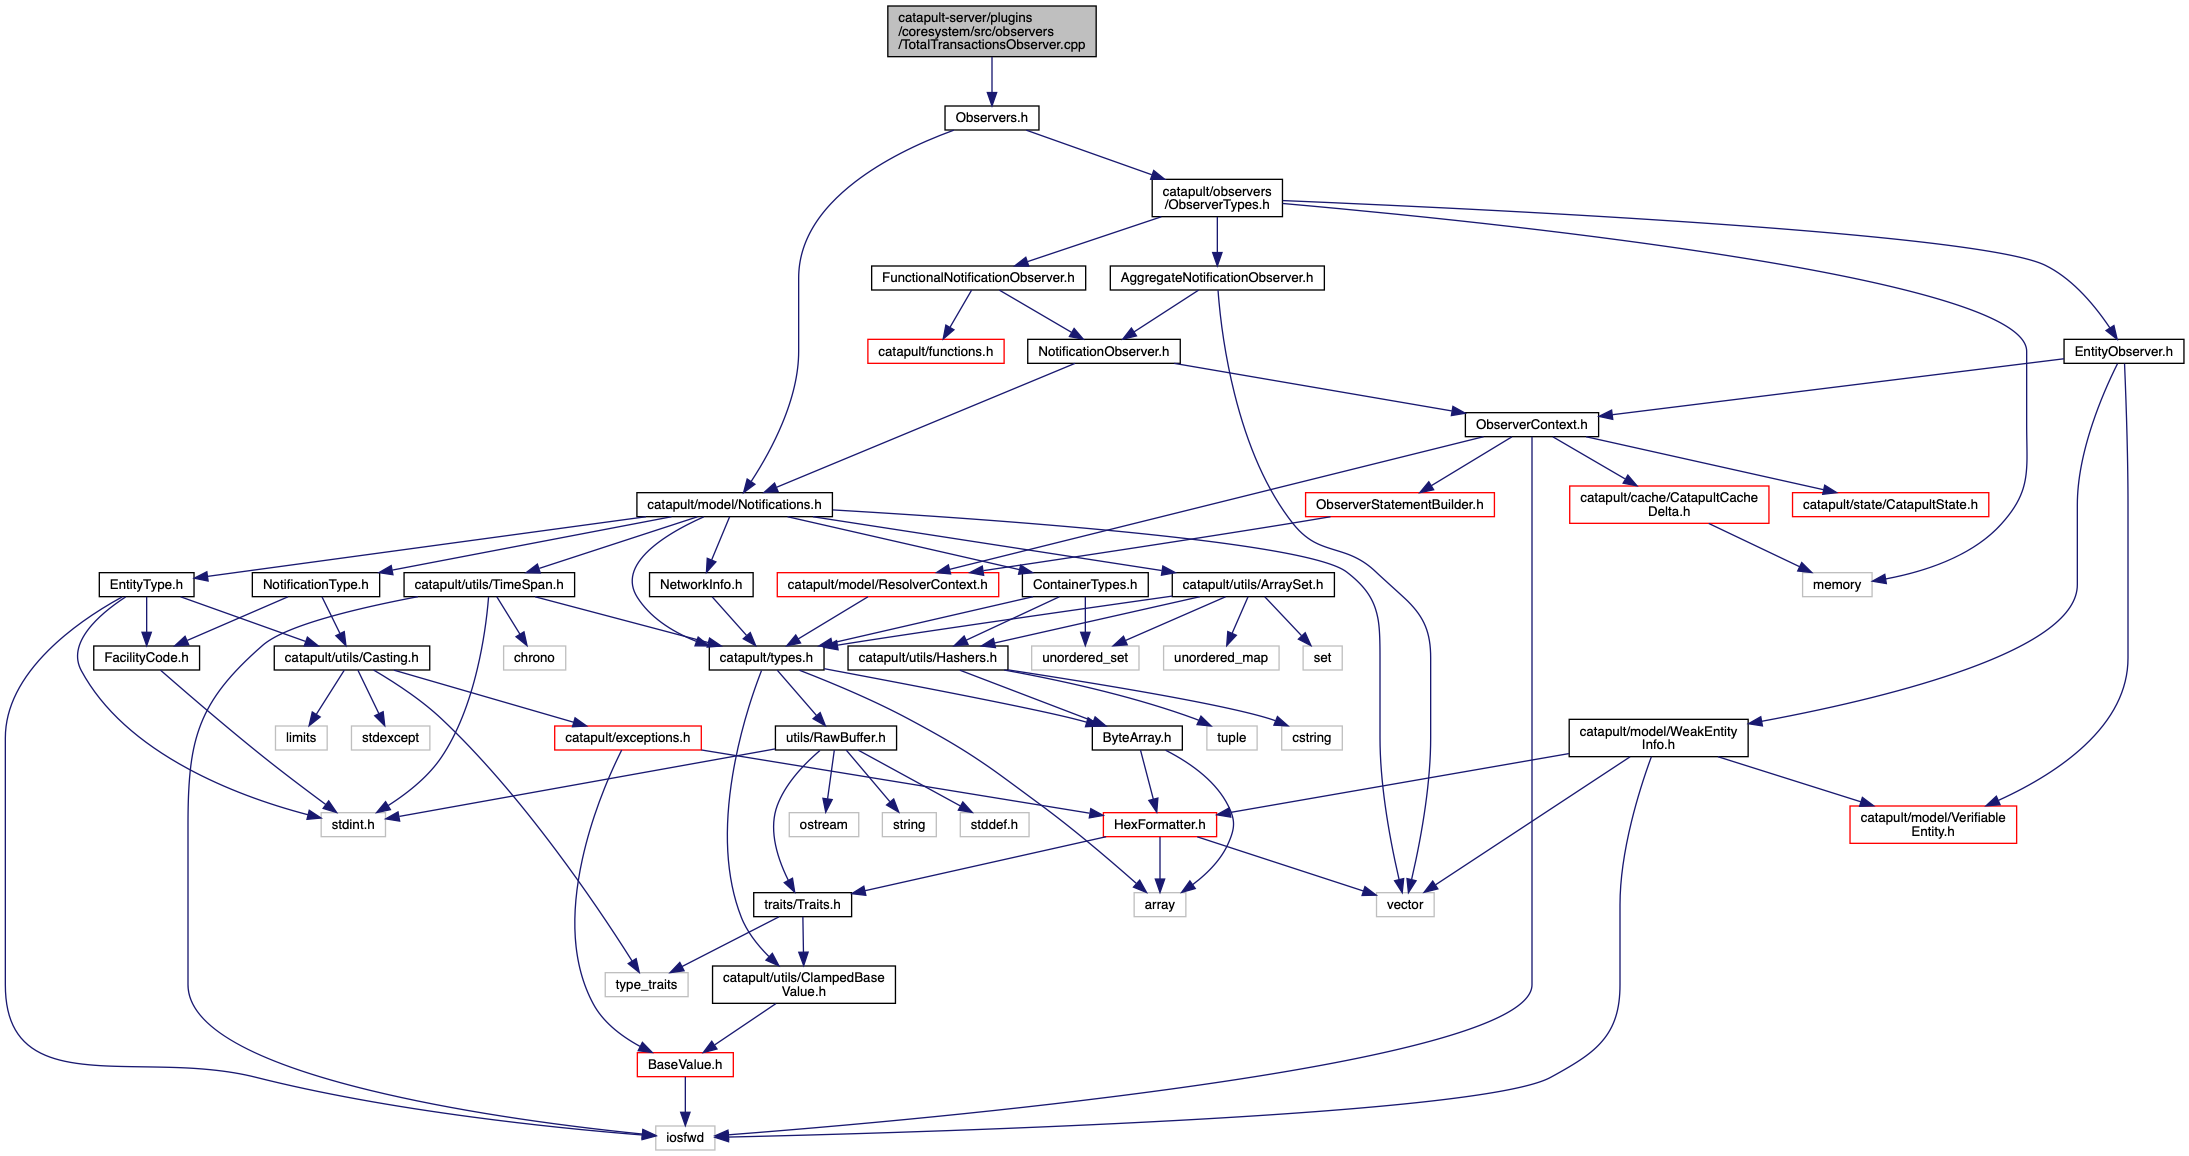 catapult-server/plugins
/coresystem/src/observers
/TotalTransactionsObserver.cpp
Observers.h
catapult/observers
/ObserverTypes.h
FunctionalNotificationObserver.h
AggregateNotificationObserver.h
catapult/functions.h
NotificationObserver.h
EntityObserver.h
ObserverContext.h
catapult/model/Notifications.h
ObserverStatementBuilder.h
catapult/cache/CatapultCache
Delta.h
catapult/state/CatapultState.h
EntityType.h
NotificationType.h
catapult/utils/TimeSpan.h
NetworkInfo.h
catapult/model/ResolverContext.h
ContainerTypes.h
catapult/utils/ArraySet.h
memory
FacilityCode.h
catapult/utils/Casting.h
chrono
catapult/types.h
catapult/utils/Hashers.h
unordered_set
unordered_map
set
limits
stdexcept
catapult/exceptions.h
utils/RawBuffer.h
ByteArray.h
tuple
cstring
catapult/model/WeakEntity
Info.h
stdint.h
ostream
string
stddef.h
HexFormatter.h
catapult/model/Verifiable
Entity.h
traits/Traits.h
array
vector
type_traits
catapult/utils/ClampedBase
Value.h
BaseValue.h
iosfwd